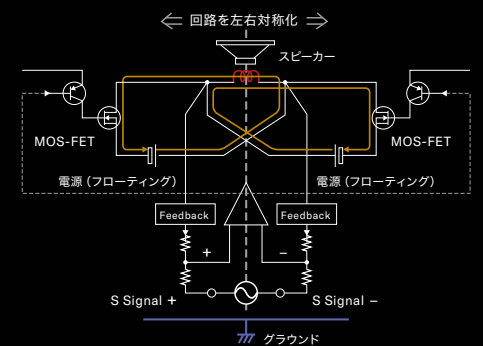 回路を左右対称化
スピーカー
MOS-FET
MOS-FET
電源（フローティング）
電源（フローティング）
Feedback
Feedback
+
−
S Signal +
S Signal −
グラウンド